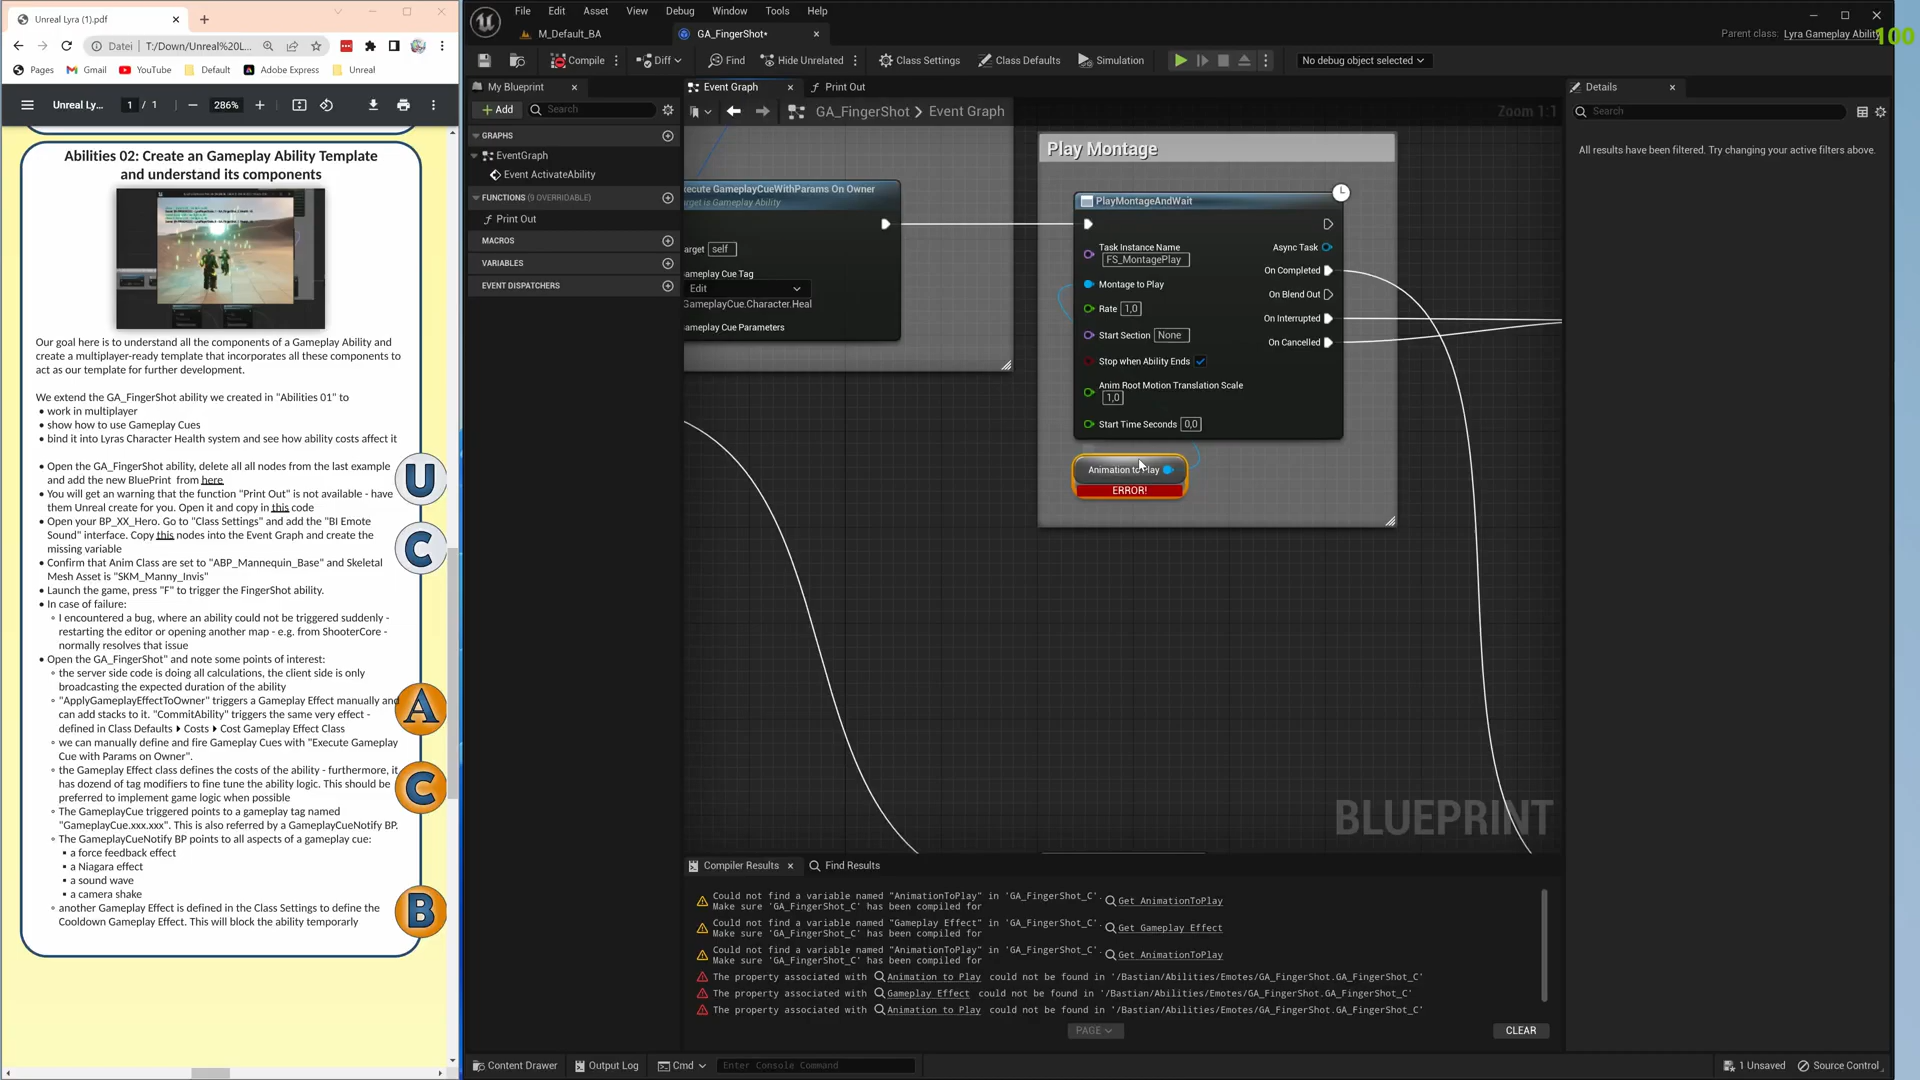 Unreal Lyra (1).pdf
Datei
T:/Down/Unreal%20L...
Pages
Gmail
YouTube
Default
Adobe Express
Unreal
Unreal Ly...
1 / 1
286%
Abilities 02: Create an Gameplay Ability Template
and understand its components
Our goal here is to understand all the components of a Gameplay Ability and
create a multiplayer-ready template that incorporates all these components to
act as our template for further development.
We extend the GA_FingerShot ability we created in "Abilities 01" to
• work in multiplayer
• show how to use Gameplay Cues
• bind it into Lyras Character Health system and see how ability costs affect it
• Open the GA_FingerShot ability, delete all all nodes from the last example
and add the new BluePrint from here
• You will get an warning that the function "Print Out" is not available - have
them Unreal create for you. Open it and copy in this code
• Open your BP_XX_Hero. Go to "Class Settings" and add the "BI Emote
Sound" interface. Copy this nodes into the Event Graph and create the
missing variable
• Confirm that Anim Class are set to "ABP_Mannequin_Base" and Skeletal
Mesh Asset is "SKM_Manny_Invis"
• Launch the game, press "F" to trigger the FingerShot ability.
• In case of failure:
◦ I encountered a bug, where an ability could not be triggered suddenly -
restarting the editor or opening another map - e.g. from ShooterCore -
normally resolves that issue
• Open the GA_FingerShot" and note some points of interest:
◦ the server side code is doing all calculations, the client side is only
broadcasting the expected duration of the ability
◦ "ApplyGameplayEffectToOwner" triggers a Gameplay Effect manually and
can add stacks to it. "CommitAbility" triggers the same very effect -
defined in Class Defaults ▸ Costs ▸ Cost Gameplay Effect Class
◦ we can manually define and fire Gameplay Cues with "Execute Gameplay
Cue with Params on Owner".
◦ the Gameplay Effect class defines the costs of the ability - furthermore, it
has dozend of tag modifiers to fine tune the ability logic. This should be
preferred to implement game logic when possible
◦ The GameplayCue triggered points to a gameplay tag named
"GameplayCue.xxx.xxx". This is also referred by a GameplayCueNotify BP.
◦ The GameplayCueNotify BP points to all aspects of a gameplay cue:
▪ a force feedback effect
▪ a Niagara effect
▪ a sound wave
▪ a camera shake
◦ another Gameplay Effect is defined in the Class Settings to define the
Cooldown Gameplay Effect. This will block the ability temporarly
U
C
A
C
B
File Edit Asset View Debug Window Tools Help
M_Default_BA
GA_FingerShot•
Parent class: Lyra Gameplay Ability
100
Compile
Diff
Find
Hide Unrelated
Class Settings
Class Defaults
Simulation
No debug object selected
My Blueprint
Add
Search
GRAPHS
EventGraph
Event ActivateAbility
FUNCTIONS (9 OVERRIDABLE)
Print Out
MACROS
VARIABLES
EVENT DISPATCHERS
Event Graph
Print Out
GA_FingerShot > Event Graph
Zoom 1:1
ecute GameplayCueWithParams On Owner
arget is Gameplay Ability
arget self
ameplay Cue Tag
Edit
GameplayCue.Character.Heal
ameplay Cue Parameters
Play Montage
PlayMontageAndWait
Task Instance Name
FS_MontagePlay
Montage to Play
Rate 1,0
Start Section None
Stop when Ability Ends
Anim Root Motion Translation Scale
1,0
Start Time Seconds 0,0
Async Task
On Completed
On Blend Out
On Interrupted
On Cancelled
Animation to Play
ERROR!
BLUEPRINT
Details
Search
All results have been filtered. Try changing your active filters above.
Compiler Results
Find Results
Could not find a variable named "AnimationToPlay" in 'GA_FingerShot_C'.
Make sure 'GA_FingerShot_C' has been compiled for Get AnimationToPlay
Could not find a variable named "Gameplay Effect" in 'GA_FingerShot_C'.
Make sure 'GA_FingerShot_C' has been compiled for Get Gameplay Effect
Could not find a variable named "AnimationToPlay" in 'GA_FingerShot_C'.
Make sure 'GA_FingerShot_C' has been compiled for Get AnimationToPlay
The property associated with Animation to Play could not be found in '/Bastian/Abilities/Emotes/GA_FingerShot.GA_FingerShot_C'
The property associated with Gameplay Effect could not be found in '/Bastian/Abilities/Emotes/GA_FingerShot.GA_FingerShot_C'
The property associated with Animation to Play could not be found in '/Bastian/Abilities/Emotes/GA_FingerShot.GA_FingerShot_C'
PAGE
CLEAR
Content Drawer
Output Log
Cmd
Enter Console Command
1 Unsaved
Source Control